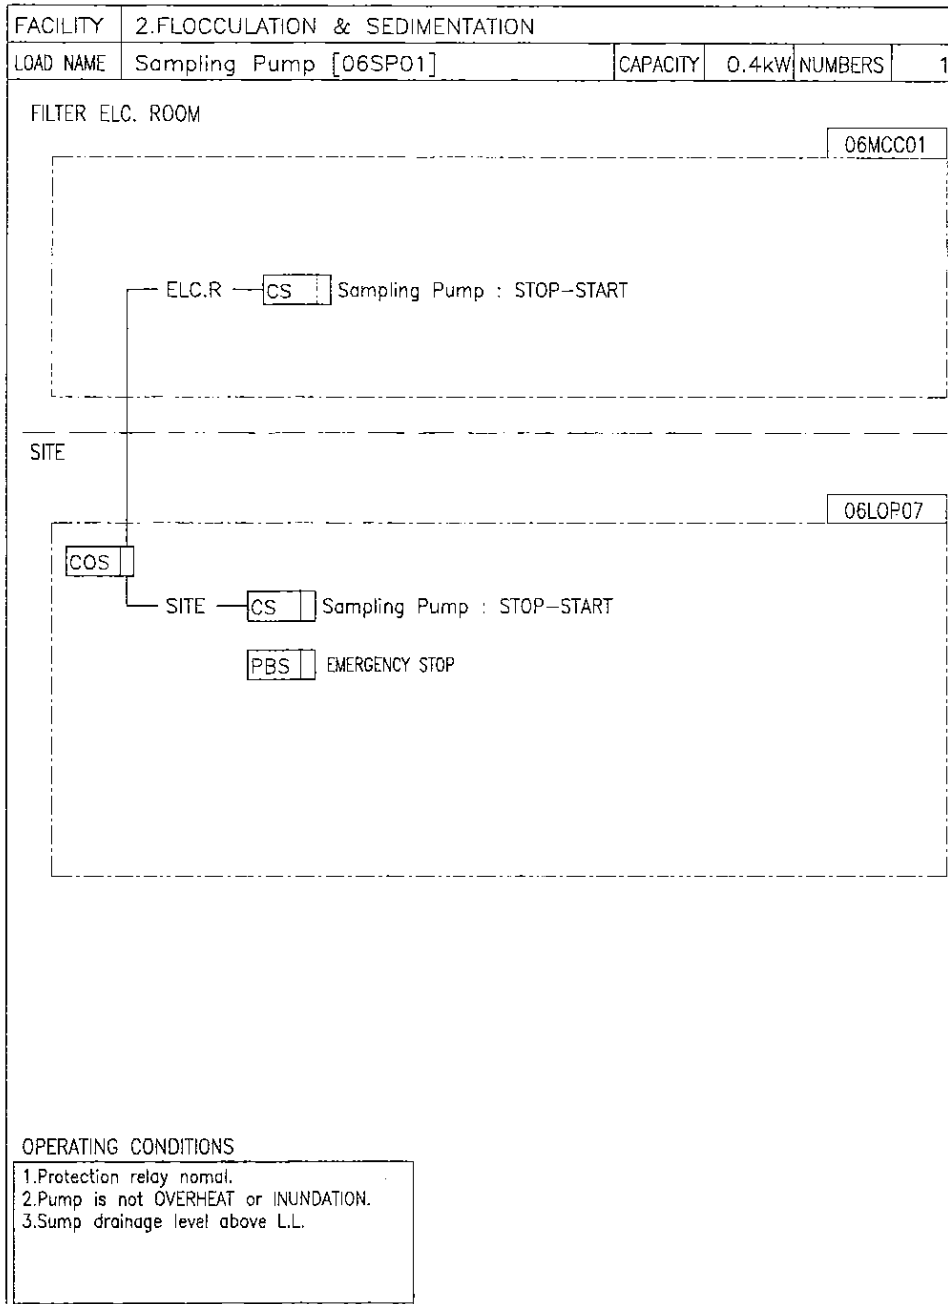 FACILITY 2.FLOCCULATION & SEDIMENTATION
LOAD NAME Sampling Pump [06SP01] CAPACITY 0.4kW NUMBERS 1
FILTER ELC. ROOM
06MCC01
ELC.R CS Sampling Pump : STOP-START
SITE
06LOP07
COS
SITE CS Sampling Pump : STOP-START
PBS EMERGENCY STOP
OPERATING CONDITIONS
1.Protection relay nomal.
2.Pump is not OVERHEAT or INUNDATION.
3.Sump drainage level above L.L.